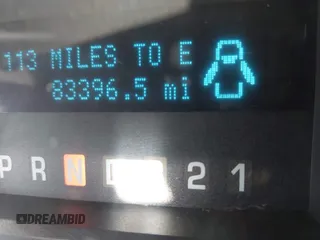 113 MILES TO E
83396.5 mi
P R N D 2 1
DREAMBID